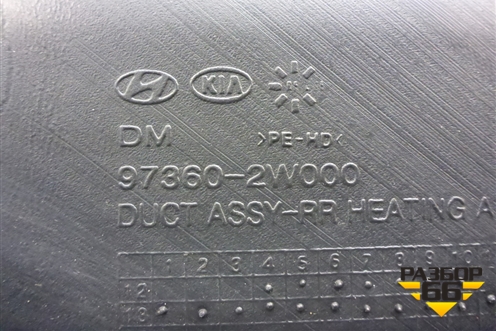 KIA
DM >PE-HD<
97360-2W000
DUCT ASSY-RR HEATING A
1 2 3 4 5 6 7 8 9 10
12
13
РАЗБОР
66